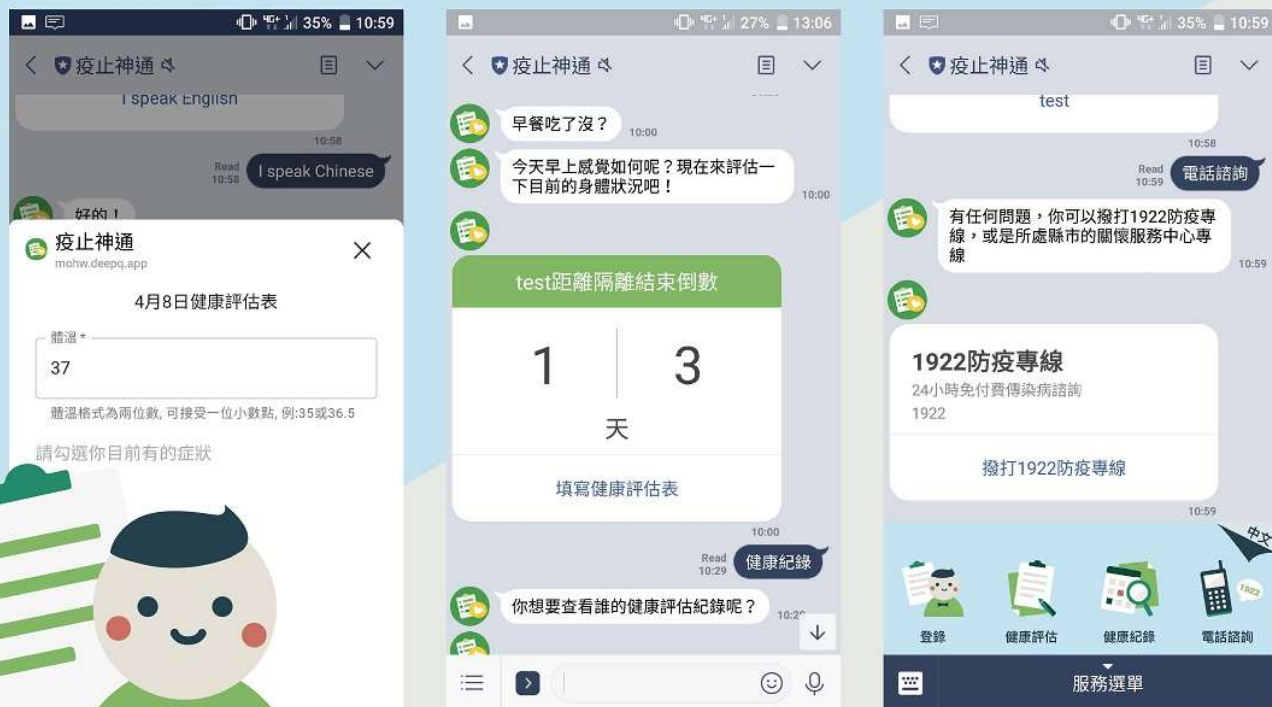 35% 10:59
疫止神通
I speak English
10:58
Read
10:58
I speak Chinese
好的！
疫止神通
mohw.deepq.app
4月8日健康評估表
體溫 *
37
體溫格式為兩位數, 可接受一位小數點, 例:35或36.5
請勾選你目前有的症狀
4G+ 27% 13:06
疫止神通
早餐吃了沒？
10:00
今天早上感覺如何呢？現在來評估一
下目前的身體狀況吧！
10:00
test距離隔離結束倒數
1 3
天
填寫健康評估表
10:00
Read
10:29
健康紀錄
你想要查看誰的健康評估紀錄呢？
4G+ 35% 10:59
疫止神通
test
10:58
Read
10:59
電話諮詢
有任何問題，你可以撥打1922防疫專
線，或是所處縣市的關懷服務中心專
線
10:59
1922防疫專線
24小時免付費傳染病諮詢
1922
撥打1922防疫專線
10:59
中文
1922
登錄 健康評估 健康紀錄 電話諮詢
服務選單